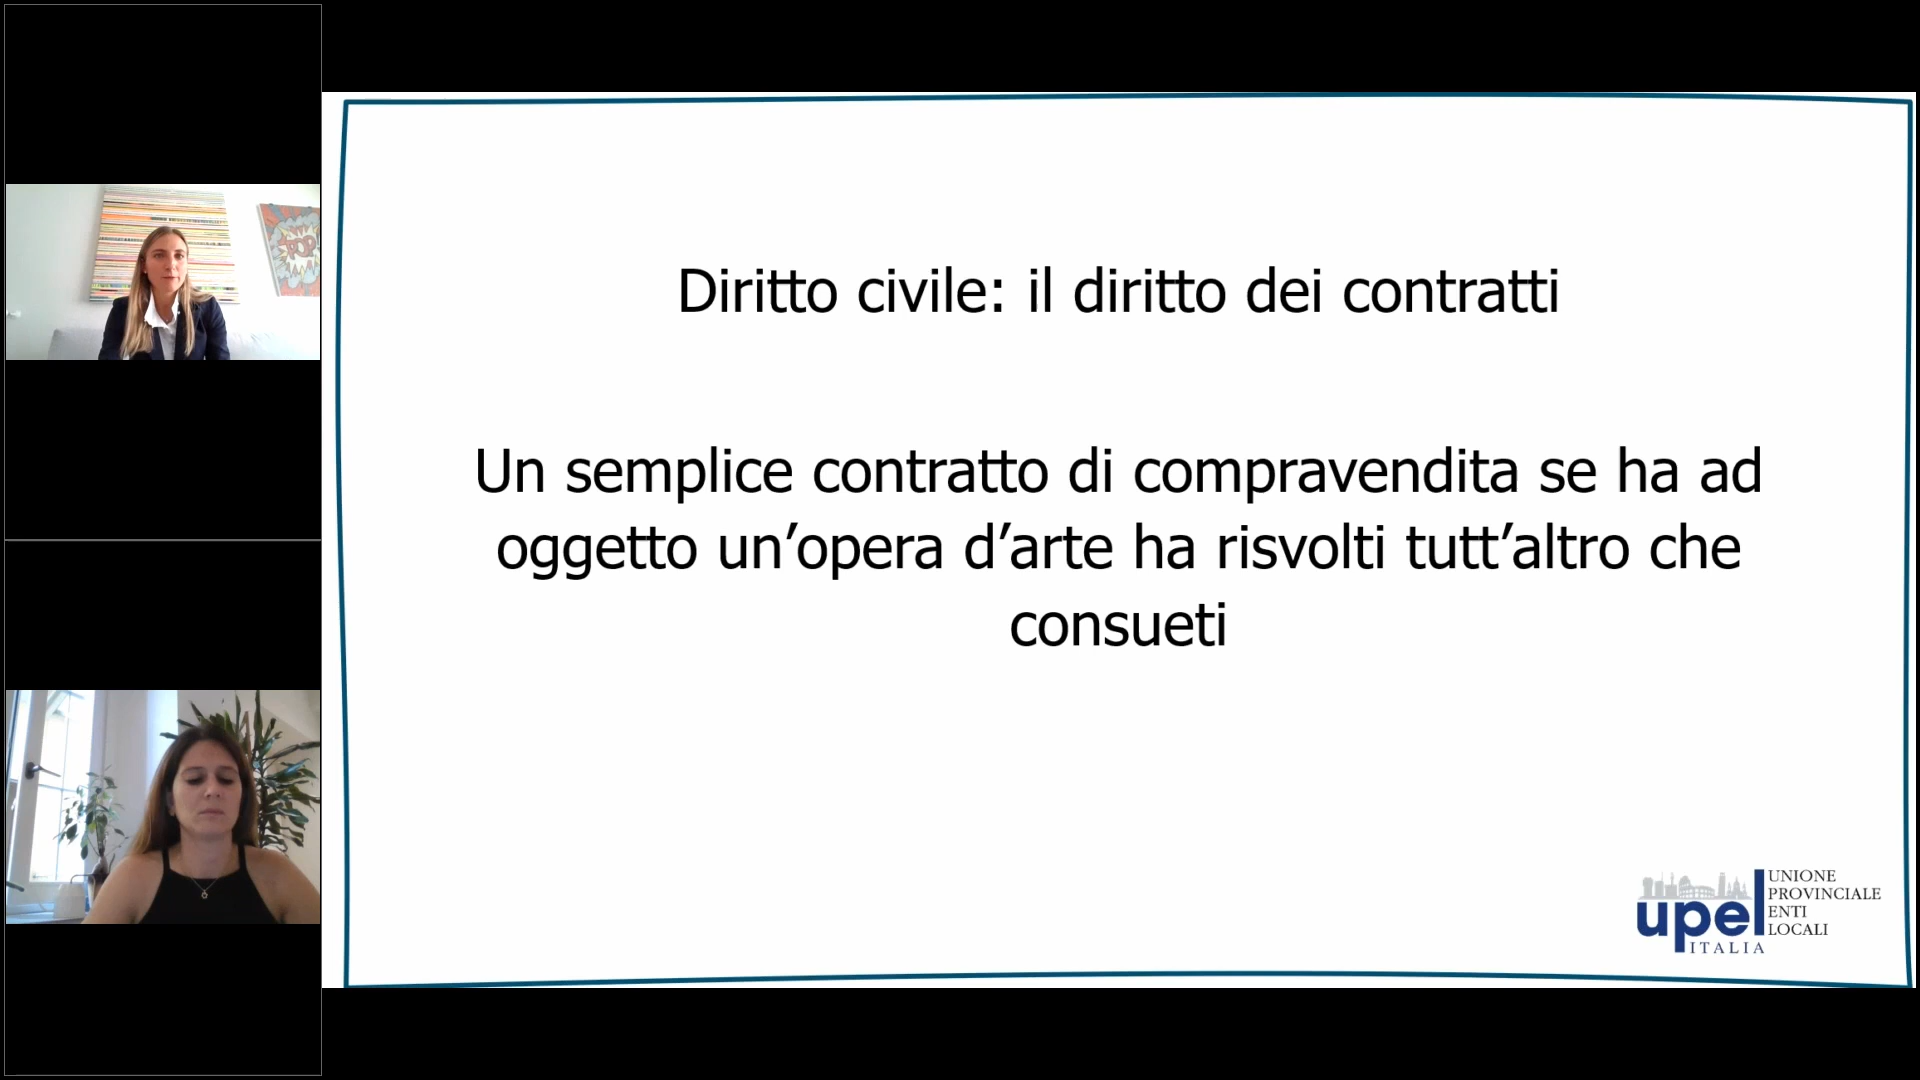 POP
Diritto civile: il diritto dei contratti
Un semplice contratto di compravendita se ha ad
oggetto un’opera d’arte ha risvolti tutt’altro che
consueti
upel
ITALIA
UNIONE
PROVINCIALE
ENTI
LOCALI